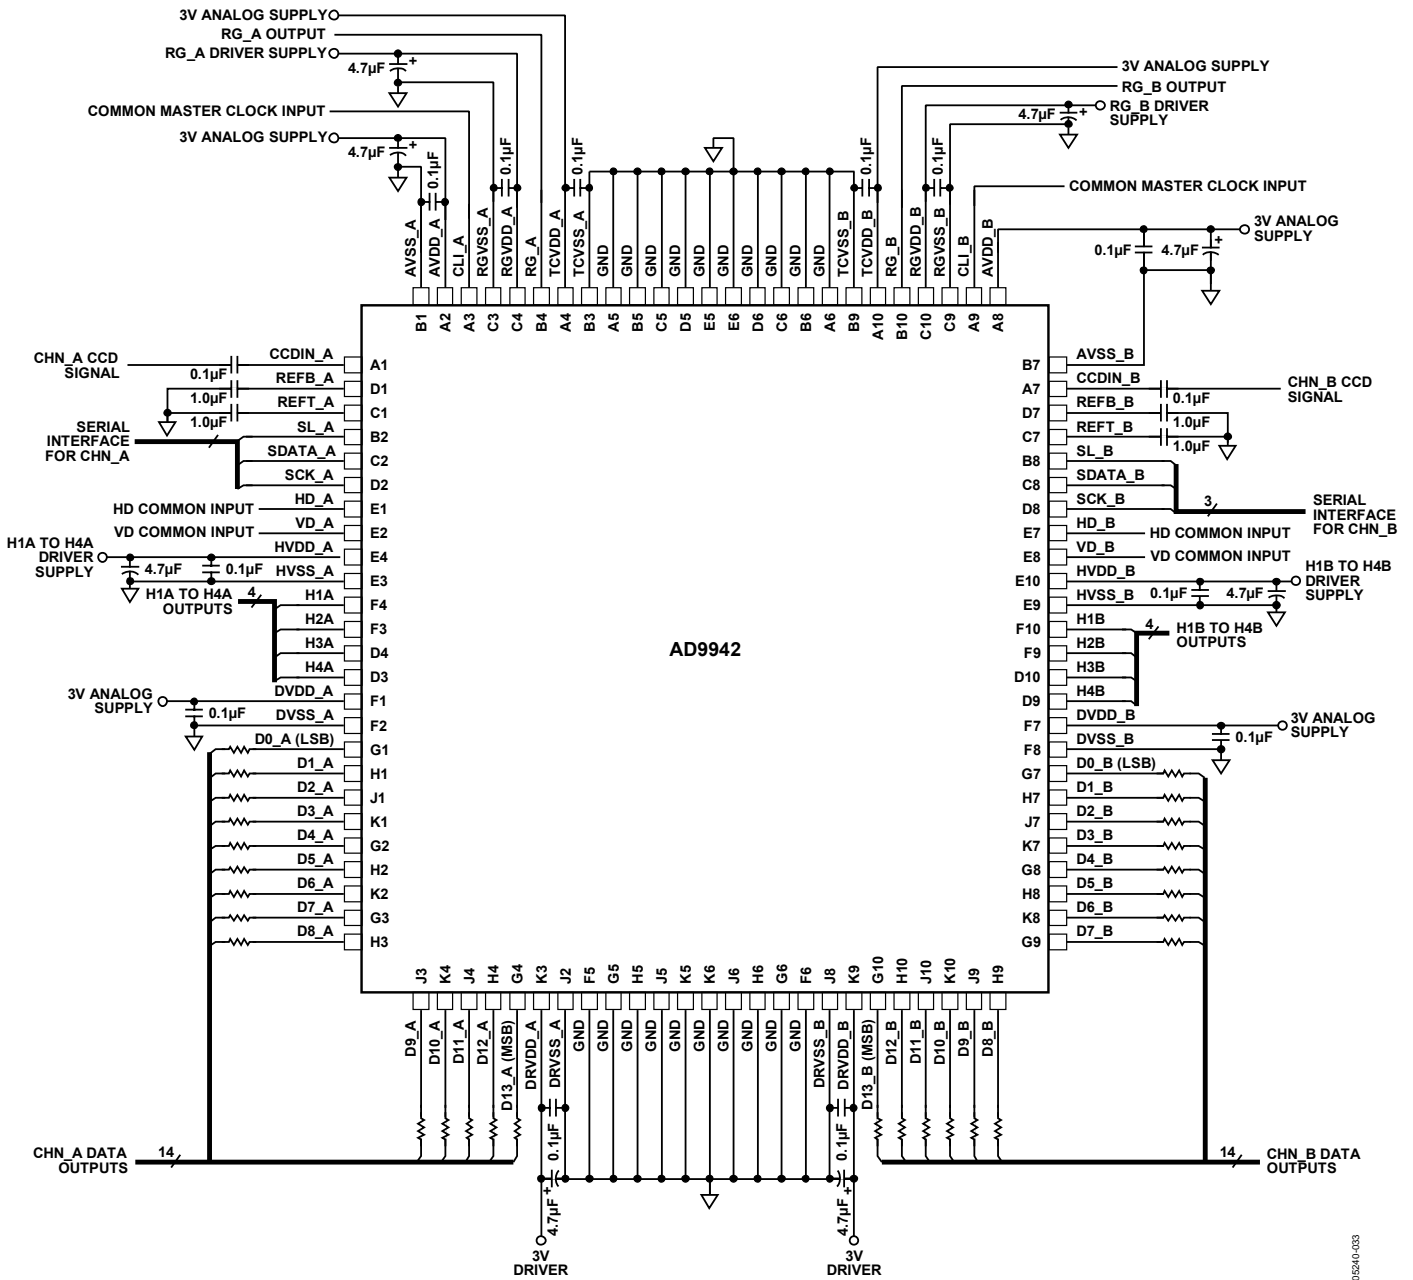 3V ANALOG SUPPLY
RG_A OUTPUT
RG_A DRIVER SUPPLY
4.7µF +
COMMON MASTER CLOCK INPUT
3V ANALOG SUPPLY
4.7µF +
0.1µF
0.1µF
0.1µF
3V ANALOG SUPPLY
RG_B OUTPUT
RG_B DRIVER
SUPPLY
4.7µF +
0.1µF
0.1µF
COMMON MASTER CLOCK INPUT
3V ANALOG
SUPPLY
0.1µF
4.7µF +
AVSS_A
AVDD_A
CLI_A
RGVSS_A
RGVDD_A
RG_A
TCVDD_A
TCVSS_A
GND
GND
GND
GND
GND
GND
GND
GND
GND
GND
TCVSS_B
TCVDD_B
RG_B
RGVDD_B
RGVSS_B
CLI_B
AVDD_B
B1
A2
A3
C3
C4
B4
A4
B3
A5
B5
C5
D5
E5
E6
D6
C6
B6
A6
B9
A10
B10
C10
C9
A9
A8
CHN_A CCD
SIGNAL
0.1µF
CCDIN_A
A1
1.0µF
REFB_A
D1
1.0µF
REFT_A
C1
SERIAL
INTERFACE
FOR CHN_A
SL_A
B2
SDATA_A
C2
SCK_A
D2
HD COMMON INPUT
HD_A
E1
VD COMMON INPUT
VD_A
E2
H1A TO H4A
DRIVER
SUPPLY
4.7µF
+
0.1µF
HVDD_A
E4
HVSS_A
E3
H1A TO H4A
OUTPUTS
4
H1A
F4
H2A
F3
H3A
D4
H4A
D3
3V ANALOG
SUPPLY
0.1µF
DVDD_A
F1
DVSS_A
F2
D0_A (LSB)
G1
D1_A
H1
D2_A
J1
D3_A
K1
D4_A
G2
D5_A
H2
D6_A
K2
D7_A
G3
D8_A
H3
AD9942
B7
AVSS_B
A7
CCDIN_B
0.1µF
CHN_B CCD
SIGNAL
D7
REFB_B
1.0µF
C7
REFT_B
1.0µF
B8
SL_B
C8
SDATA_B
D8
SCK_B
3
SERIAL
INTERFACE
FOR CHN_B
E7
HD_B
HD COMMON INPUT
E8
VD_B
VD COMMON INPUT
E10
HVDD_B
E9
HVSS_B
0.1µF
4.7µF
+
H1B TO H4B
DRIVER
SUPPLY
F10
H1B
F9
H2B
D10
H3B
D9
H4B
4
H1B TO H4B
OUTPUTS
F7
DVDD_B
F8
DVSS_B
0.1µF
3V ANALOG
SUPPLY
G7
D0_B (LSB)
H7
D1_B
J7
D2_B
K7
D3_B
G8
D4_B
H8
D5_B
K8
D6_B
G9
D7_B
J3
K4
J4
H4
G4
K3
J2
F5
G5
H5
J5
K5
K6
J6
H6
G6
F6
J8
K9
G10
H10
J10
K10
J9
H9
D9_A
D10_A
D11_A
D12_A
D13_A (MSB)
DRVDD_A
DRVSS_A
GND
GND
GND
GND
GND
GND
GND
GND
GND
GND
DRVSS_B
DRVDD_B
D13_B (MSB)
D12_B
D11_B
D10_B
D9_B
D8_B
0.1µF
4.7µF +
0.1µF
4.7µF +
CHN_A DATA
OUTPUTS
14
14
CHN_B DATA
OUTPUTS
3V
DRIVER
3V
DRIVER
05240-033